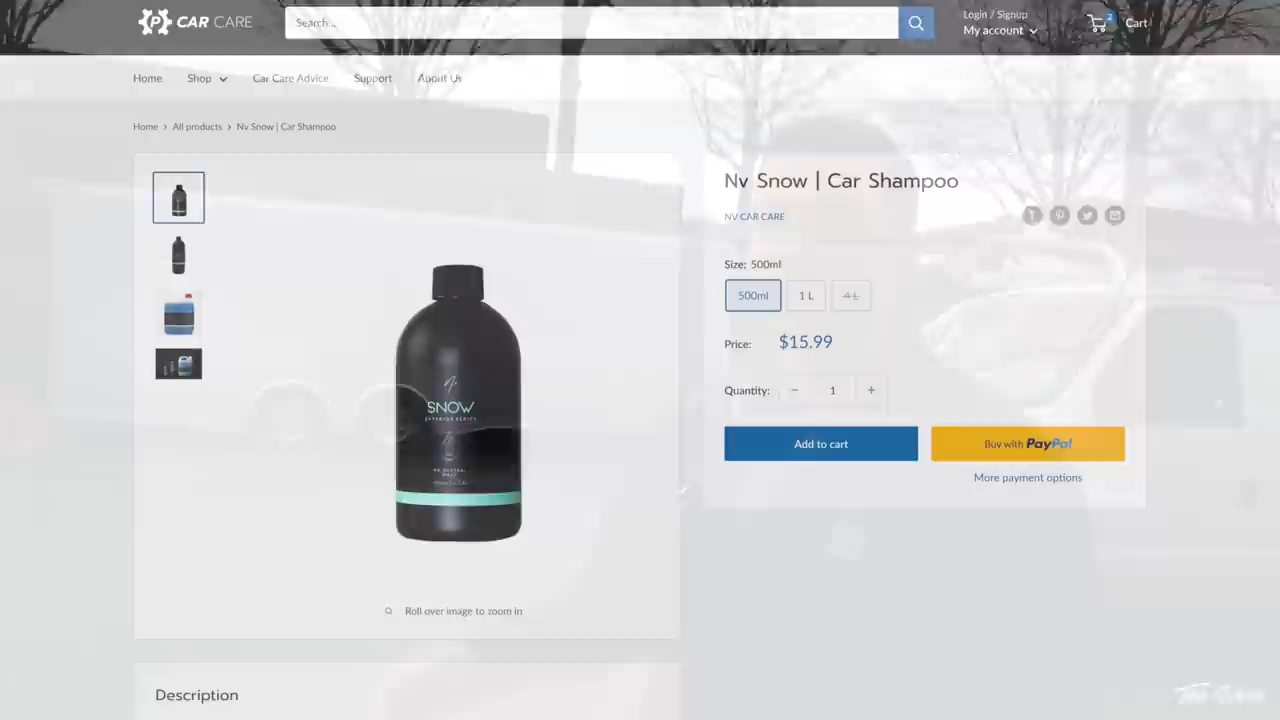 P CAR CARE
Search...
Login / Signup
My account
2
Cart
Home
Shop
Car Care Advice
Support
About Us
Home › All products › Nv Snow | Car Shampoo
Nv Snow | Car Shampoo
NV CAR CARE
Size: 500ml
500ml
1 L
4 L
Price: $15.99
Quantity: − 1 +
Add to cart
Buy with PayPal
More payment options
SNOW
PH NEUTRAL
Roll over image to zoom in
Description